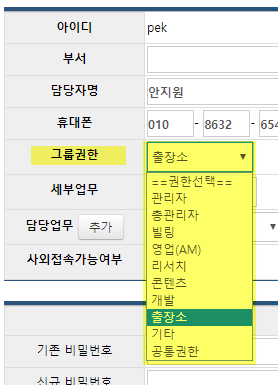 아이디 pek
부서
담당자명 안지원
휴대폰 010 - 8632 - 654
그룹권한 출장소
==권한선택==
관리자
총관리자
빌링
영업(AM)
리서치
콘텐츠
개발
출장소
기타
공통권한
세부업무
담당업무 추가
사외접속가능여부
기존 비밀번호
신규 비밀번호